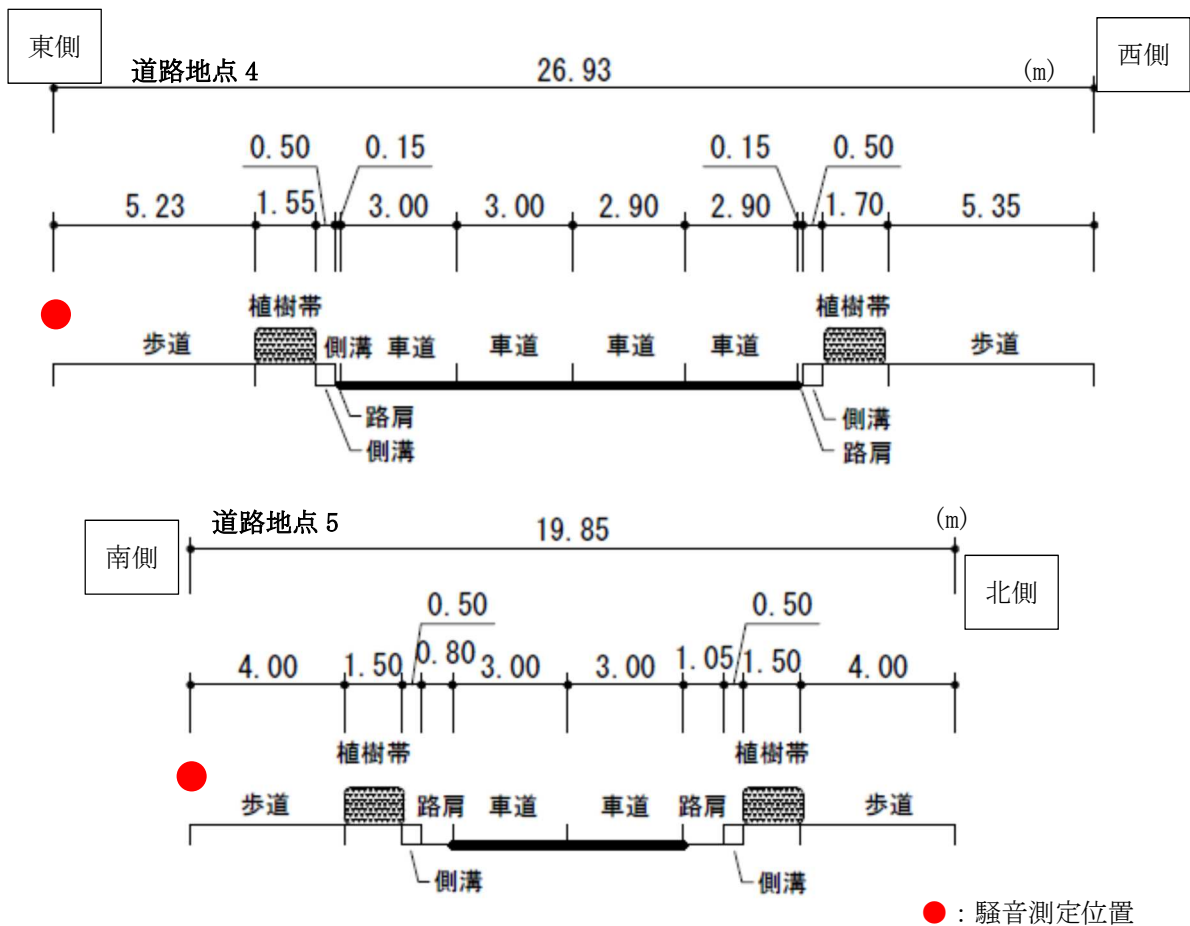 東側
西側
道路地点 4
26.93
(m)
0.50 0.15 0.15 0.50
5.23 1.55 3.00 3.00 2.90 2.90 1.70 5.35
植樹帯 植樹帯
歩道 側溝 車道 車道 車道 車道 歩道
路肩 側溝
側溝 路肩
道路地点 5
(m)
南側
19.85
北側
0.50 0.50
4.00 1.50 0.80 3.00 3.00 1.05 1.50 4.00
植樹帯 植樹帯
歩道 路肩 車道 車道 路肩 歩道
側溝 側溝
：騒音測定位置